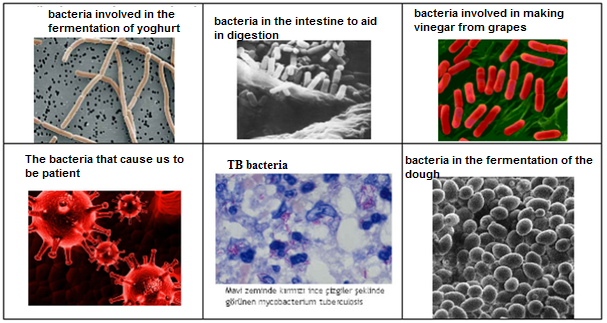 bacteria involved in the
fermentation of yoghurt
bacteria in the intestine to aid
in digestion
bacteria involved in making
vinegar from grapes
The bacteria that cause us to
be patient
TB bacteria
Mavi zeminde kırmızı ince çizgiler şeklinde
görünen mycobacterium tuberculosis
bacteria in the fermentation of the
dough